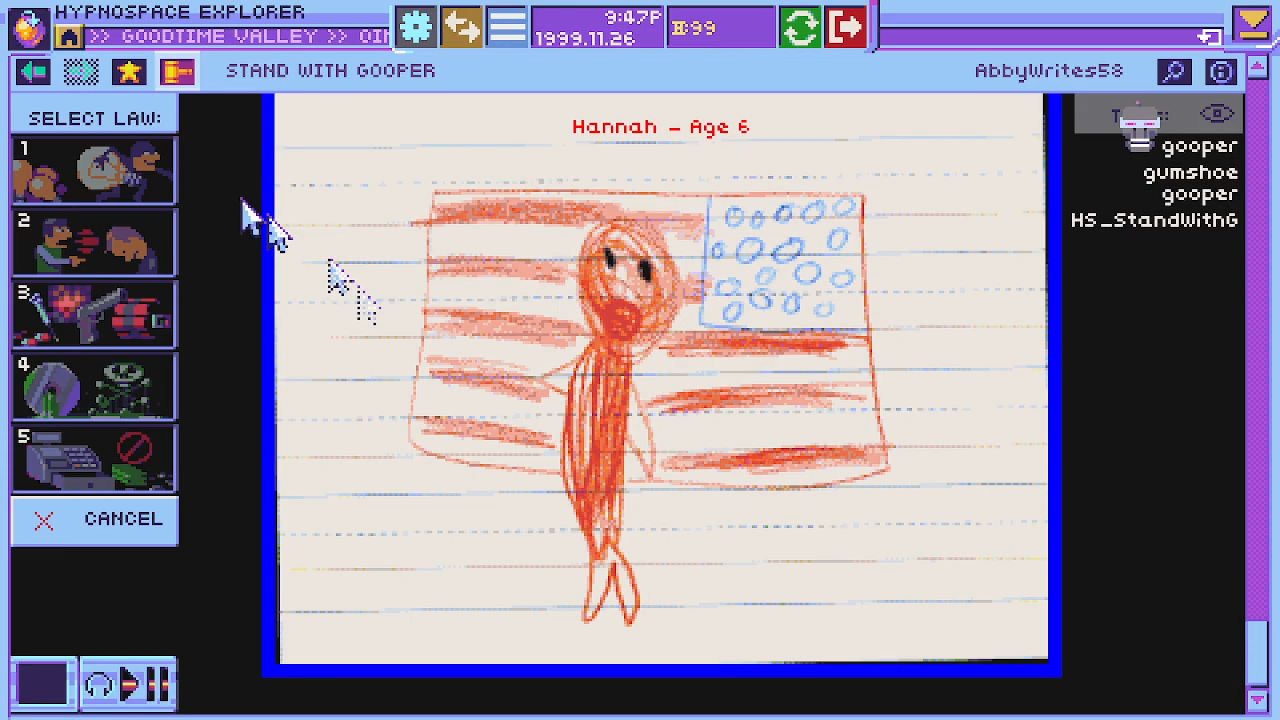 HYPNOSPACE EXPLORER
>> GOODTIME VALLEY >>
9:47P
1999.11.26
99
STAND WITH GOOPER
AbbyWrites58
SELECT LAW:
1
2
3
4
5
CANCEL
Hannah - Age 6
gooper
gumshoe
gooper
HS_StandWithG